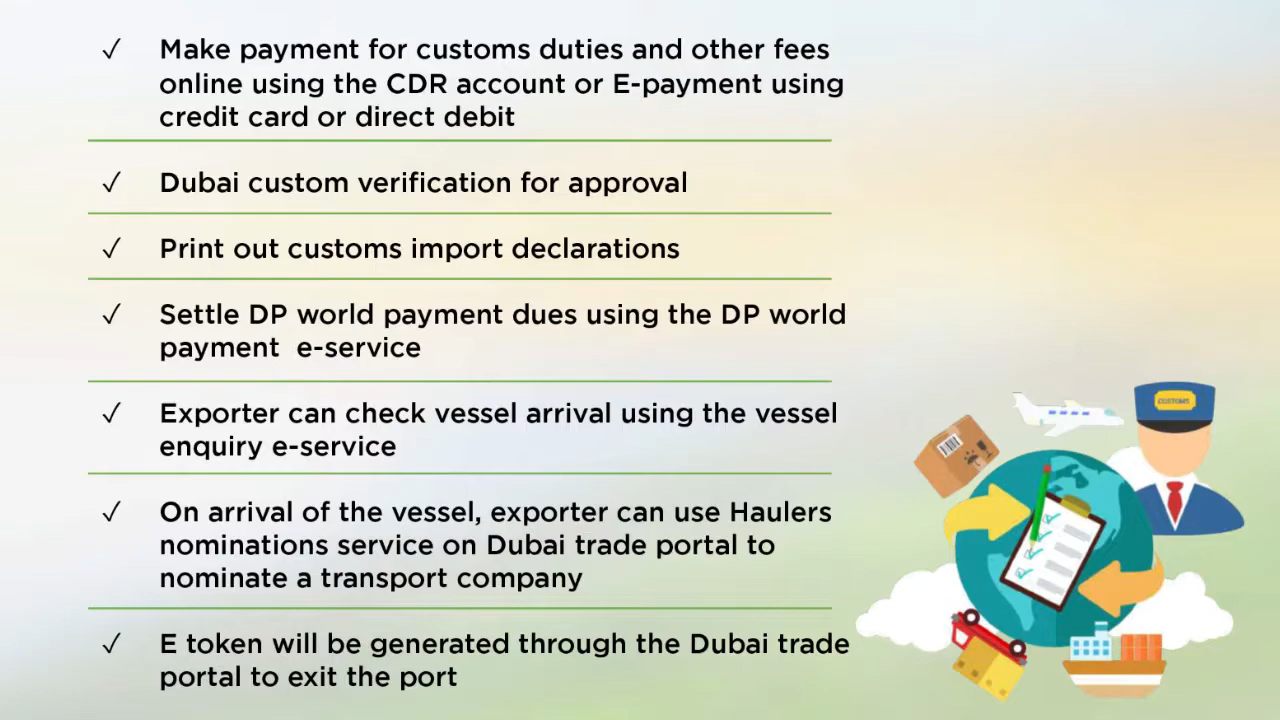 ✓ Make payment for customs duties and other fees
online using the CDR account or E-payment using
credit card or direct debit
✓ Dubai custom verification for approval
✓ Print out customs import declarations
✓ Settle DP world payment dues using the DP world
payment e-service
✓ Exporter can check vessel arrival using the vessel
enquiry e-service
✓ On arrival of the vessel, exporter can use Haulers
nominations service on Dubai trade portal to
nominate a transport company
✓ E token will be generated through the Dubai trade
portal to exit the port
CUSTOMS